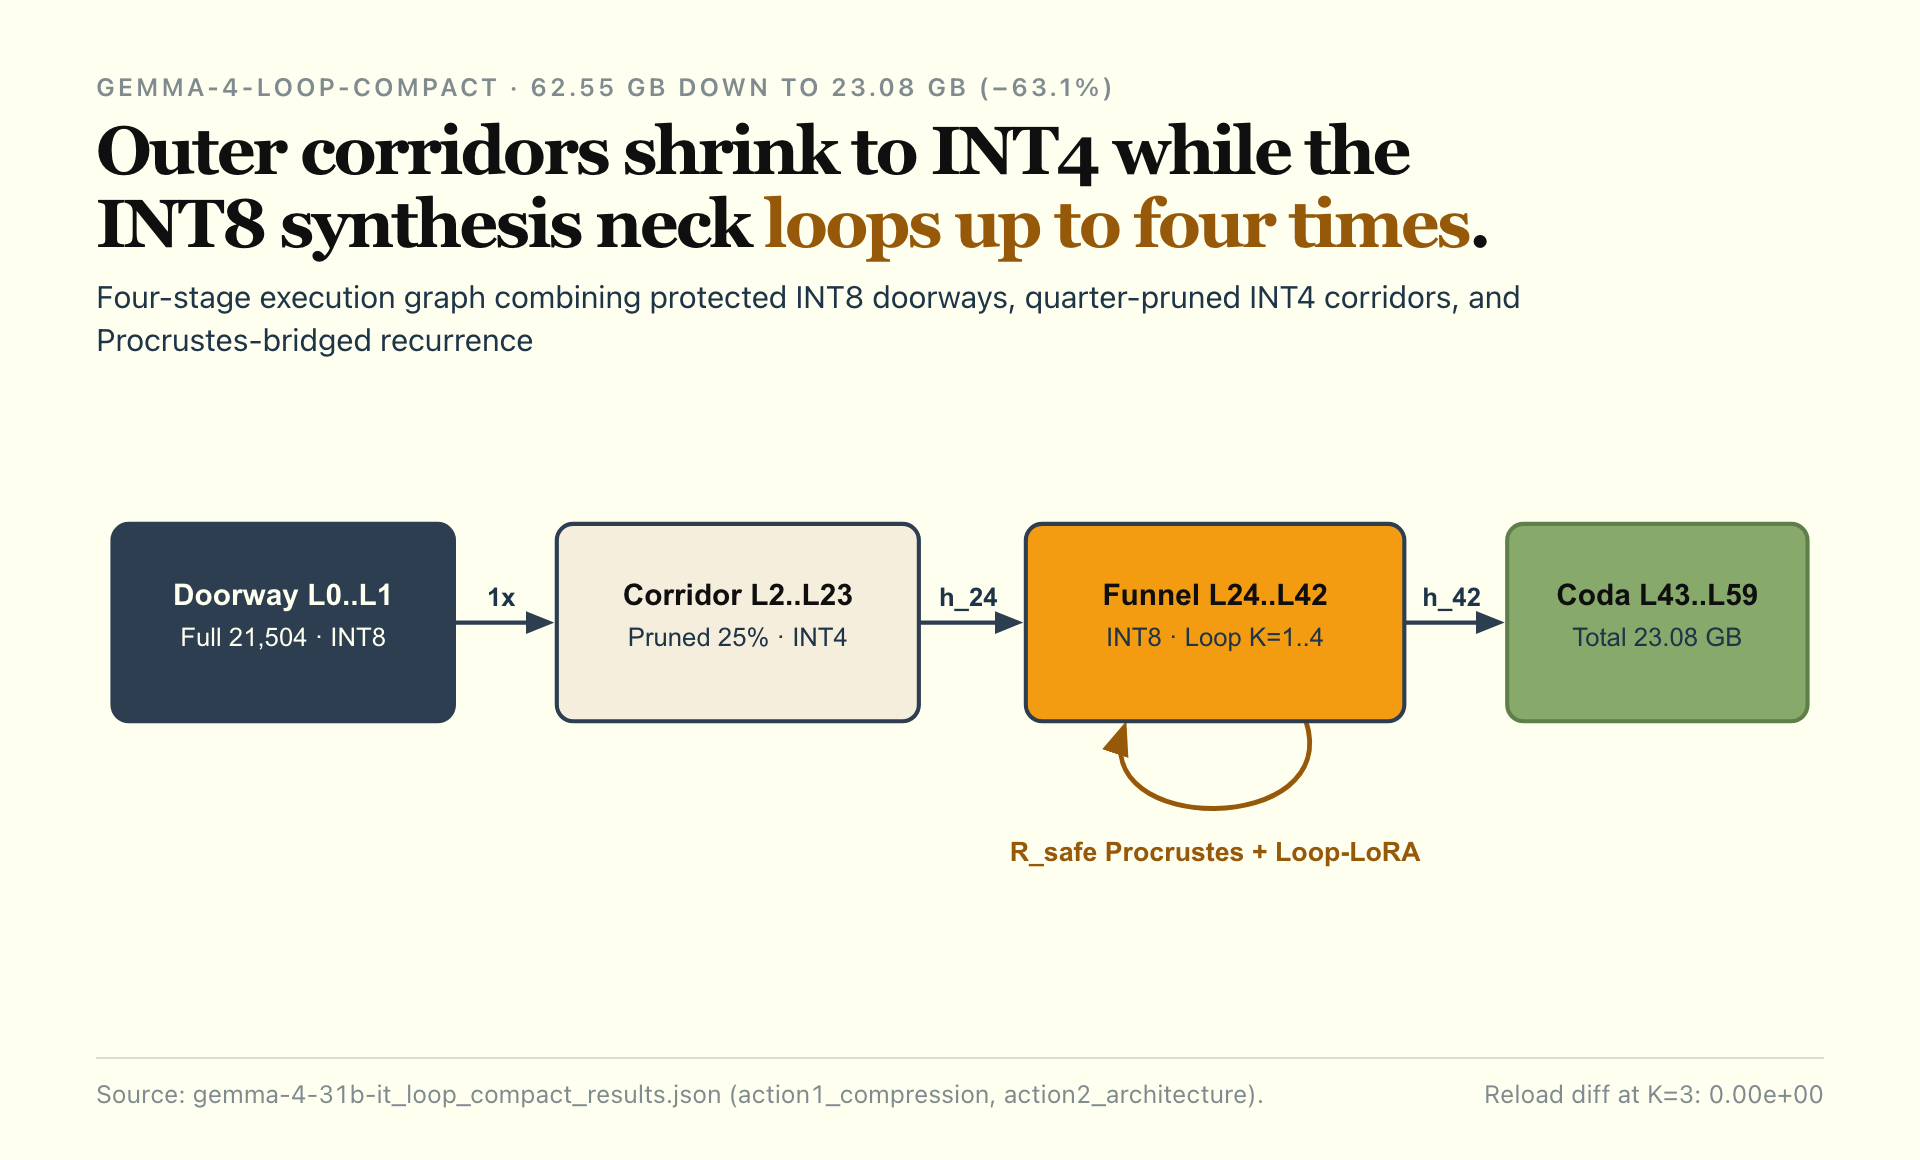 GEMMA-4-LOOP-COMPACT · 62.55 GB DOWN TO 23.08 GB (−63.1%)
Outer corridors shrink to INT4 while the
INT8 synthesis neck loops up to four times.
Four-stage execution graph combining protected INT8 doorways, quarter-pruned INT4 corridors, and
Procrustes-bridged recurrence
Doorway L0..L1
Full 21,504 · INT8
1x
Corridor L2..L23
Pruned 25% · INT4
h_24
Funnel L24..L42
INT8 · Loop K=1..4
h_42
Coda L43..L59
Total 23.08 GB
R_safe Procrustes + Loop-LoRA
Source: gemma-4-31b-it_loop_compact_results.json (action1_compression, action2_architecture).
Reload diff at K=3: 0.00e+00